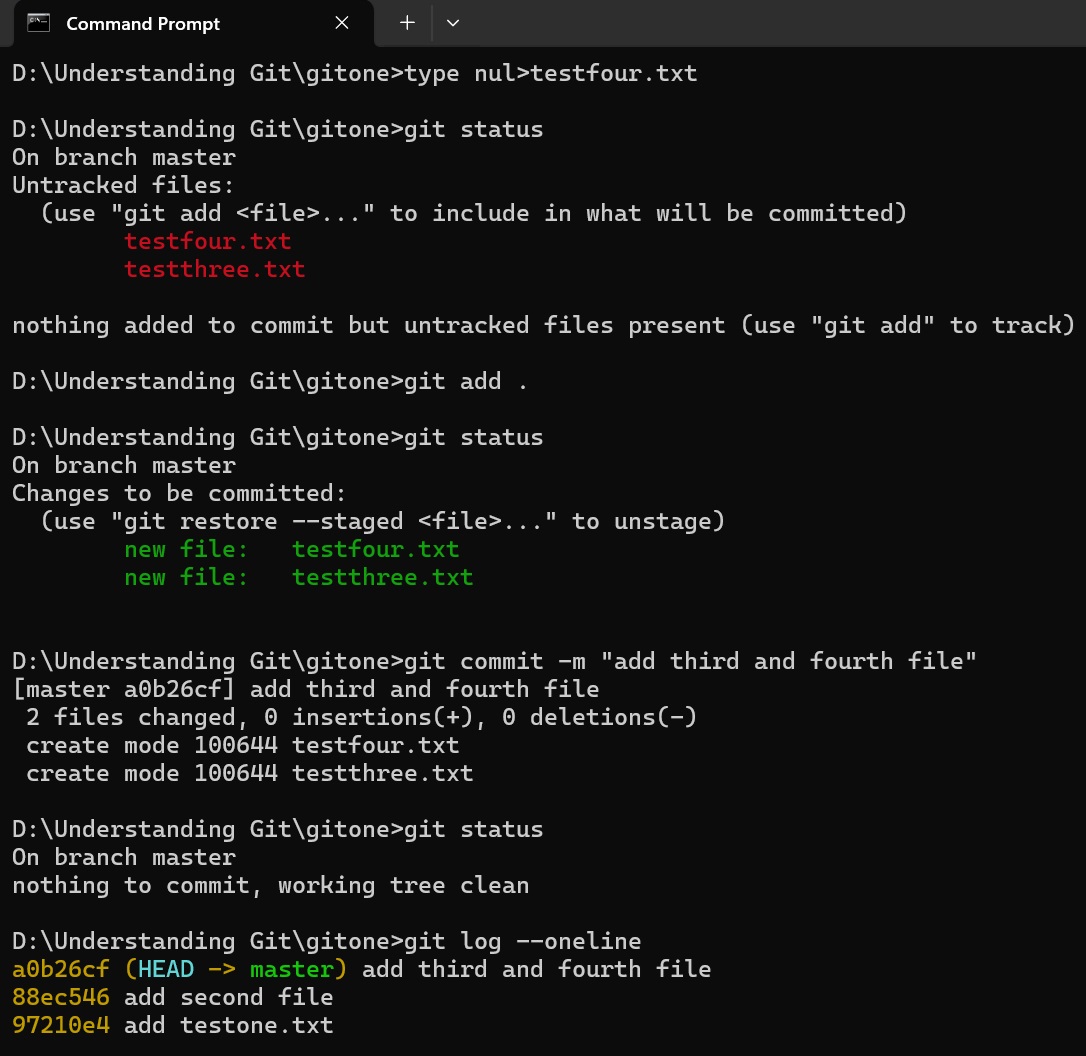 Command Prompt
D:\Understanding Git\gitone>type nul>testfour.txt
D:\Understanding Git\gitone>git status
On branch master
Untracked files:
  (use "git add <file>..." to include in what will be committed)
        testfour.txt
        testthree.txt
nothing added to commit but untracked files present (use "git add" to track)
D:\Understanding Git\gitone>git add .
D:\Understanding Git\gitone>git status
On branch master
Changes to be committed:
  (use "git restore --staged <file>..." to unstage)
        new file:   testfour.txt
        new file:   testthree.txt
D:\Understanding Git\gitone>git commit -m "add third and fourth file"
[master a0b26cf] add third and fourth file
 2 files changed, 0 insertions(+), 0 deletions(-)
 create mode 100644 testfour.txt
 create mode 100644 testthree.txt
D:\Understanding Git\gitone>git status
On branch master
nothing to commit, working tree clean
D:\Understanding Git\gitone>git log --oneline
a0b26cf (HEAD -> master) add third and fourth file
88ec546 add second file
97210e4 add testone.txt